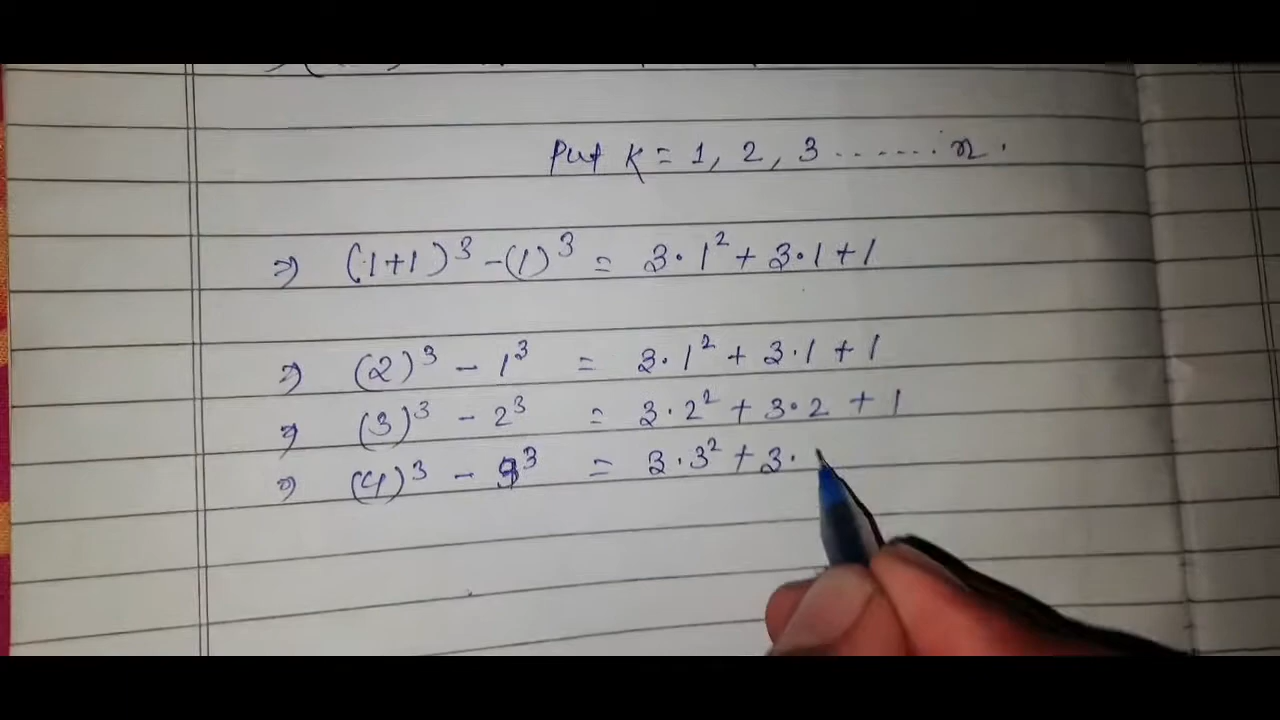 Put K = 1, 2, 3 ....... n.
⇒ (1+1)³ - (1)³ = 3·1² + 3·1 + 1
⇒ (2)³ - 1³ = 3·1² + 3·1 + 1
⇒ (3)³ - 2³ = 3·2² + 3·2 + 1
⇒ (4)³ - 3³ = 3·3² + 3·